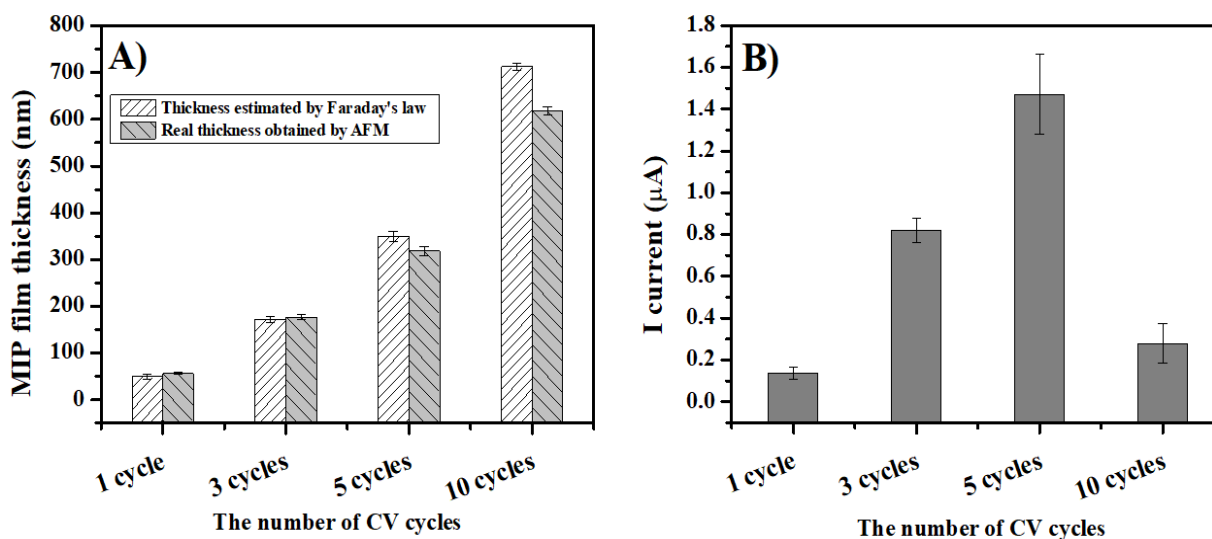 A)
MIP film thickness (nm)
800
700
600
500
400
300
200
100
0
Thickness estimated by Faraday's law
Real thickness obtained by AFM
1 cycle
3 cycles
5 cycles
10 cycles
The number of CV cycles
B)
I current (μA)
1.8
1.6
1.4
1.2
1.0
0.8
0.6
0.4
0.2
0.0
1 cycle
3 cycles
5 cycles
10 cycles
The number of CV cycles